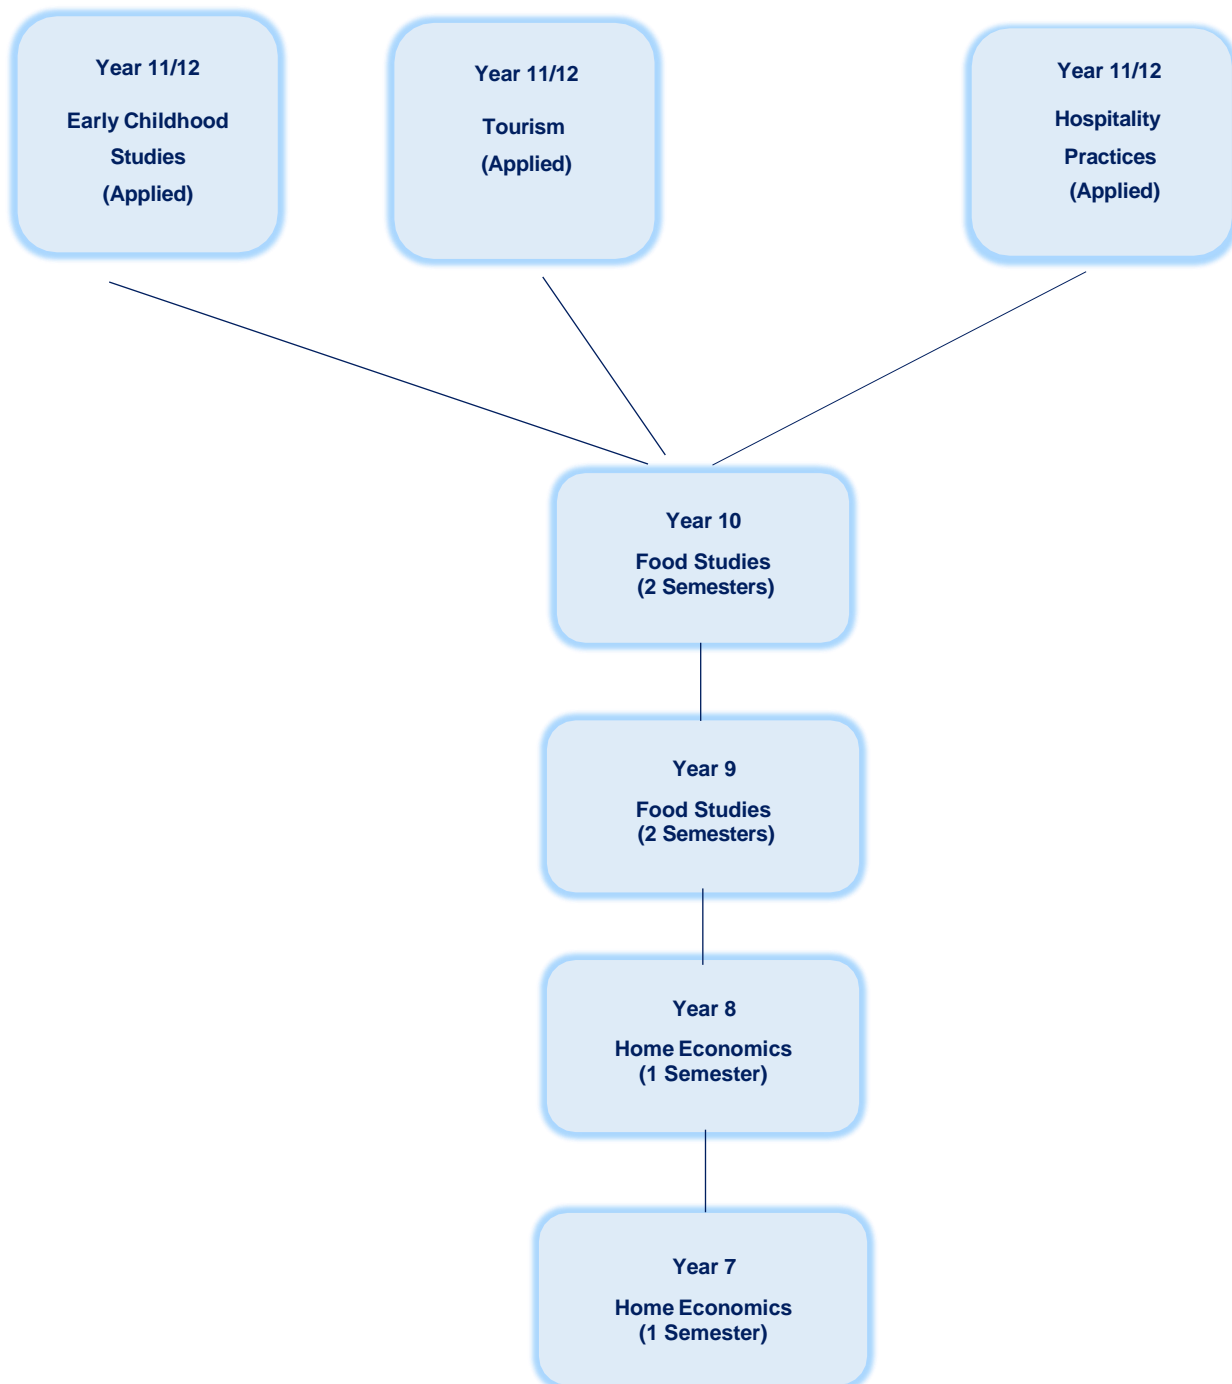 Year 11/12
Early Childhood
Studies
(Applied)
Year 11/12
Tourism
(Applied)
Year 11/12
Hospitality
Practices
(Applied)
Year 10
Food Studies
(2 Semesters)
Year 9
Food Studies
(2 Semesters)
Year 8
Home Economics
(1 Semester)
Year 7
Home Economics
(1 Semester)